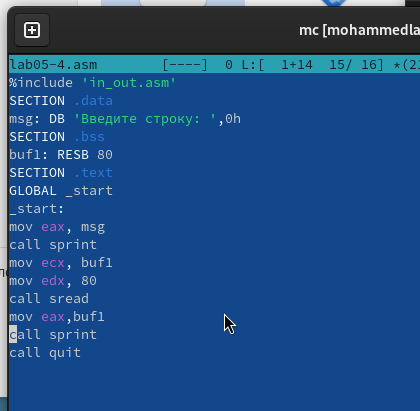 mc [mohammedla
lab05-4.asm [----] 0 L:[ 1+14 15/ 16] *(2
%include 'in_out.asm'
SECTION .data
msg: DB 'Введите строку: ',0h
SECTION .bss
buf1: RESB 80
SECTION .text
GLOBAL _start
_start:
mov eax, msg
call sprint
mov ecx, buf1
mov edx, 80
call sread
mov eax,buf1
call sprint
call quit